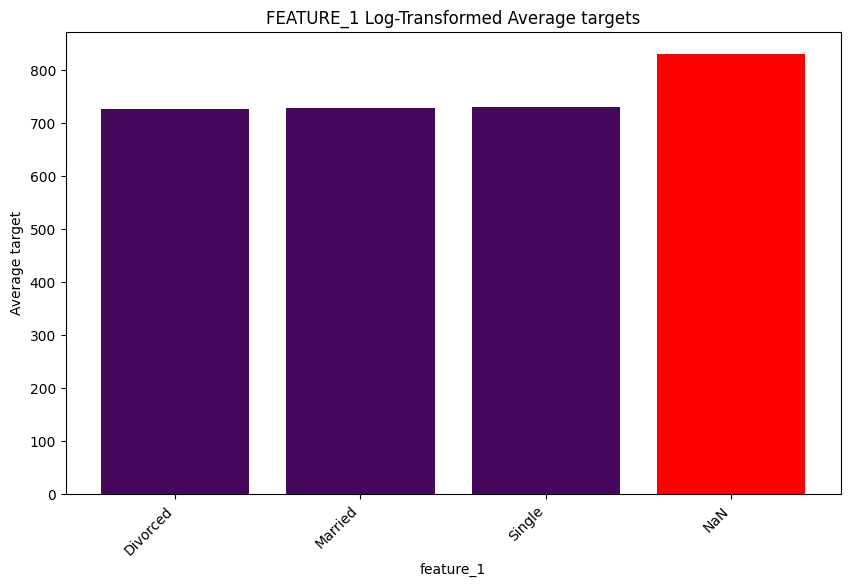 FEATURE_1 Log-Transformed Average targets
Average target
800
700
600
500
400
300
200
100
0
Divorced
Married
Single
NaN
feature_1